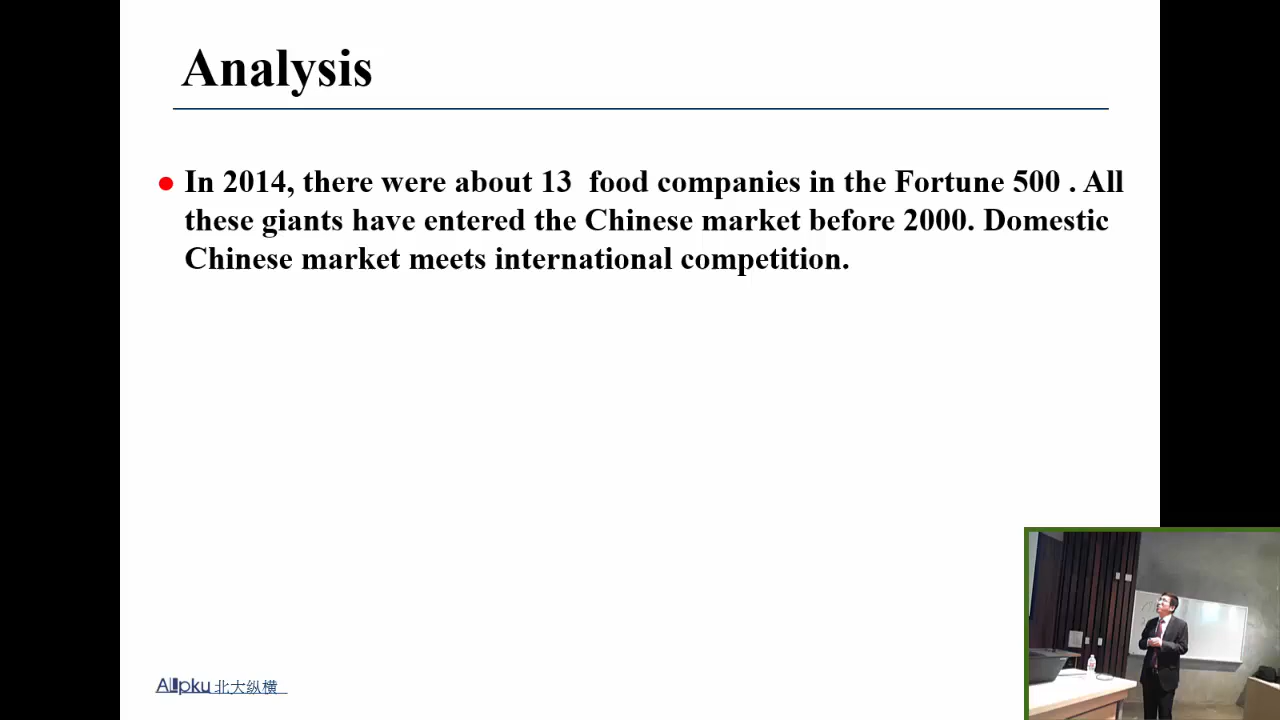 Analysis
In 2014, there were about 13 food companies in the Fortune 500 . All
these giants have entered the Chinese market before 2000. Domestic
Chinese market meets international competition.
Allpku 北大纵横